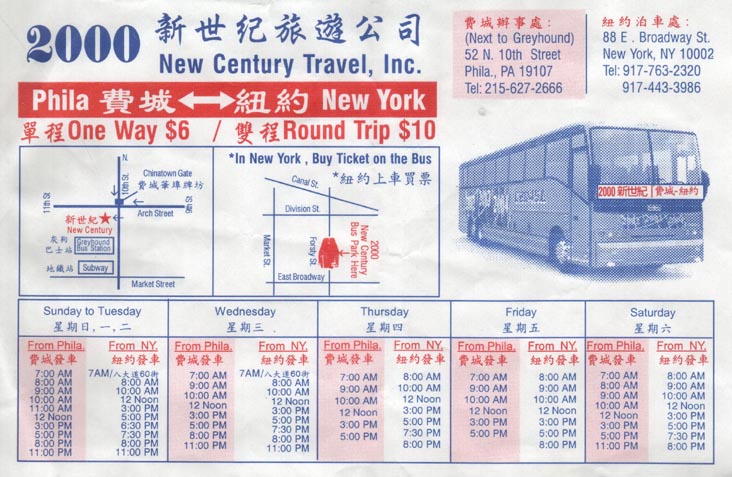 2000 新世紀旅遊公司
New Century Travel, Inc.
Phila 費城 ↔ 紐約 New York
單程 One Way $6 / 雙程 Round Trip $10
費城辦事處：
(Next to Greyhound)
52 N. 10th Street
Phila., PA 19107
Tel: 215-627-2666
紐約泊車處：
88 E. Broadway St.
New York, NY 10002
Tel: 917-763-2320
917-443-3986
N.
10th St.
Chinatown Gate
費城華埠牌坊
11th St.
9th St.
Arch Street
新世紀
New Century
灰狗
巴士站
Greyhound
Bus Station
地鐵站
Subway
Market Street
*In New York , Buy Ticket on the Bus
*紐約上車買票
Canal St.
Division St.
Market St.
Forsty St.
2000
New Century
Bus Park Here
East Broadway
2000 新世紀 費城-紐約
Sunday to Tuesday
星期日,一,二
From Phila.
費城發車
7:00 AM
8:00 AM
9:00 AM
10:00 AM
11:00 AM
12 Noon
3:00 PM
5:00 PM
8:00 PM
11:00 PM
From NY.
紐約發車
7AM/八大道60街
8:00 AM
10:00 AM
12 Noon
3:00 PM
5:00 PM
6:30 PM
7:30 PM
8:00 PM
11:00 PM
Wednesday
星期三
From Phila.
費城發車
7:00 AM
9:00 AM
10:00 AM
12 Noon
3:00 PM
5:00 PM
8:00 PM
11:00 PM
From NY.
紐約發車
7AM/八大道60街
8:00 AM
10:00 AM
12 Noon
3:00 PM
5:00 PM
7:30 PM
8:00 PM
11:00 PM
Thursday
星期四
From Phila.
費城發車
7:00 AM
8:00 AM
9:00 AM
10:00 AM
12 Noon
3:00 PM
5:00 PM
From NY.
紐約發車
8:00 AM
10:00 AM
12 Noon
3:00 PM
5:00 PM
7:30 PM
8:00 PM
Friday
星期五
From Phila.
費城發車
7:00 AM
9:00 AM
10:00 AM
12 Noon
3:00 PM
5:00 PM
From NY.
紐約發車
8:00 AM
10:00 AM
12 Noon
3:00 PM
5:00 PM
7:30 PM
8:00 PM
Saturday
星期六
From Phila.
費城發車
7:00 AM
8:00 AM
9:00 AM
10:00 AM
12 Noon
3:00 PM
5:00 PM
From NY.
紐約發車
8:00 AM
10:00 AM
12 Noon
3:00 PM
5:00 PM
7:30 PM
8:00 PM